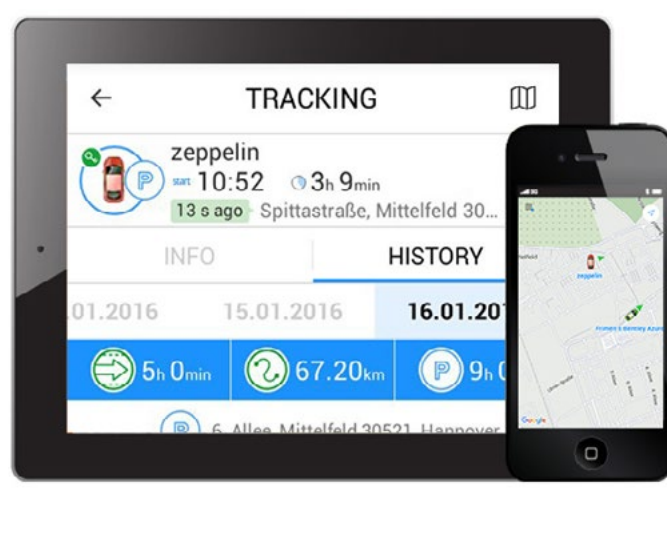 TRACKING
zeppelin
start 10:52 3h 9min
13 s ago Spittastraße, Mittelfeld 30...
INFO HISTORY
.01.2016 15.01.2016 16.01.20
5h 0min 67.20km 9h
P 6, Allee, Mittelfeld 30521, Hannover
zeppelin
Google